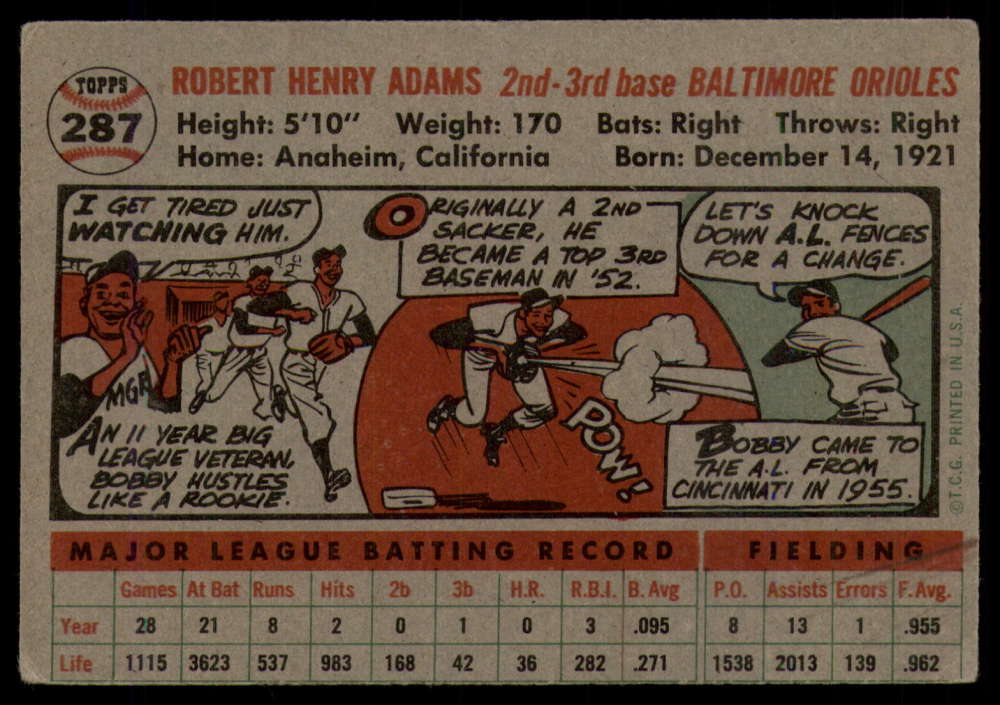 TOPPS
287
ROBERT HENRY ADAMS 2nd-3rd base BALTIMORE ORIOLES
Height: 5'10" Weight: 170 Bats: Right Throws: Right
Home: Anaheim, California Born: December 14, 1921
I GET TIRED JUST
WATCHING HIM.
MGR
AN 11 YEAR BIG
LEAGUE VETERAN,
BOBBY HUSTLES
LIKE A ROOKIE.
ORIGINALLY A 2ND
SACKER, HE
BECAME A TOP 3RD
BASEMAN IN '52.
POW!
LET'S KNOCK
DOWN A.L. FENCES
FOR A CHANGE.
BOBBY CAME TO
THE A.L. FROM
CINCINNATI IN 1955.
©T.C.G. PRINTED IN U.S.A.
MAJOR LEAGUE BATTING RECORD FIELDING
Games At Bat Runs Hits 2b 3b H.R. R.B.I. B. Avg P.O. Assists Errors F. Avg.
Year 28 21 8 2 0 1 0 3 .095 8 13 1 .955
Life 1115 3623 537 983 168 42 36 282 .271 1538 2013 139 .962